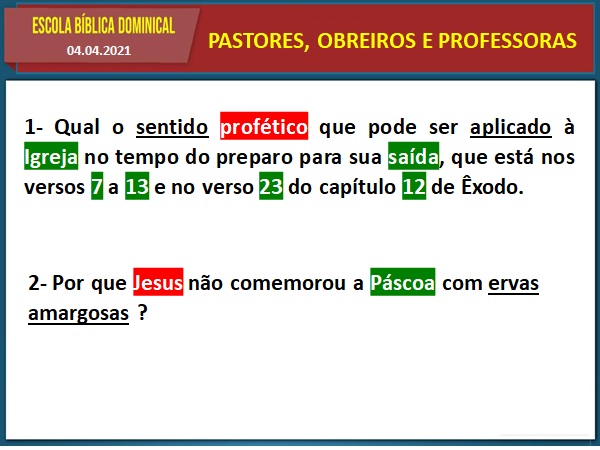 ESCOLA BÍBLICA DOMINICAL
04.04.2021
PASTORES, OBREIROS E PROFESSORAS
1- Qual o sentido profético que pode ser aplicado à
Igreja no tempo do preparo para sua saída, que está nos
versos 7 a 13 e no verso 23 do capítulo 12 de Êxodo.
2- Por que Jesus não comemorou a Páscoa com ervas
amargosas ?